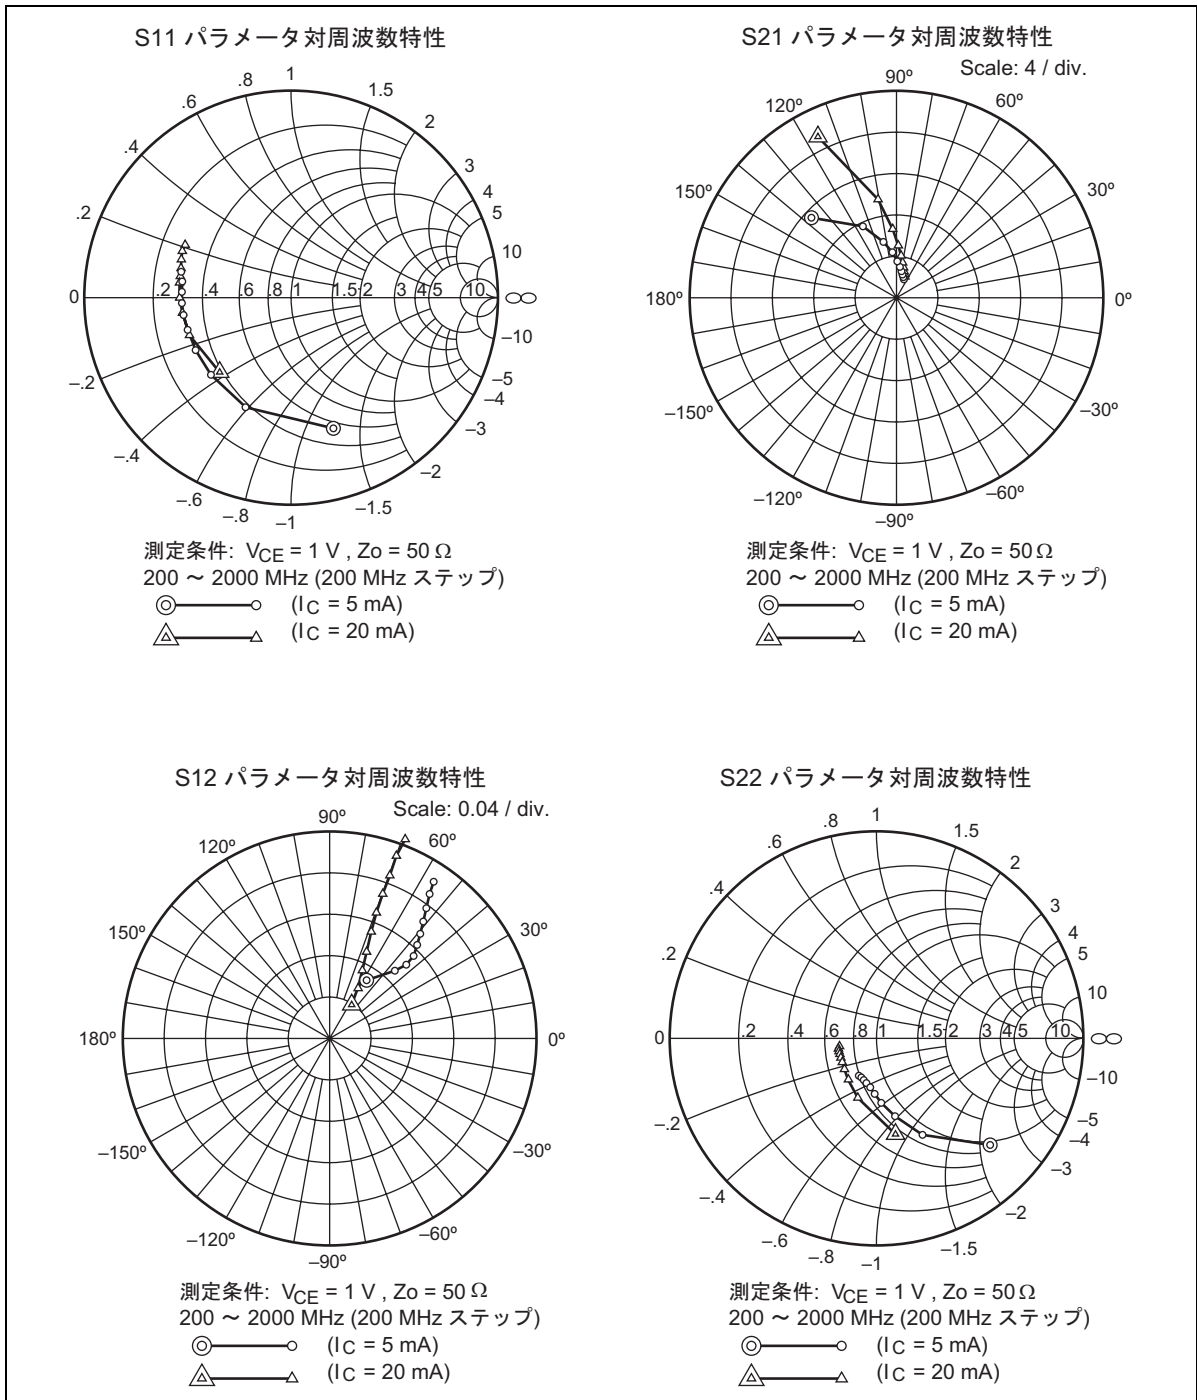 S11 パラメータ対周波数特性
.2
.4
.6
.8
1
1.5
2
3
4
5
10
0
.2
.4
.6
.8
1
1.5
2
3
4
5
10
∞
–10
–5
–4
–3
–2
–1.5
–1
–.8
–.6
–.4
–.2
測定条件: VCE = 1 V , Zo = 50 Ω
200 ~ 2000 MHz (200 MHz ステップ)
(IC = 5 mA)
(IC = 20 mA)
S21 パラメータ対周波数特性
Scale: 4 / div.
90º
120º
60º
150º
30º
180º
0º
–150º
–30º
–120º
–60º
–90º
測定条件: VCE = 1 V , Zo = 50 Ω
200 ~ 2000 MHz (200 MHz ステップ)
(IC = 5 mA)
(IC = 20 mA)
S12 パラメータ対周波数特性
Scale: 0.04 / div.
90º
120º
60º
150º
30º
180º
0º
–150º
–30º
–120º
–60º
–90º
測定条件: VCE = 1 V , Zo = 50 Ω
200 ~ 2000 MHz (200 MHz ステップ)
(IC = 5 mA)
(IC = 20 mA)
S22 パラメータ対周波数特性
.2
.4
.6
.8
1
1.5
2
3
4
5
10
0
.2
.4
.6
.8
1
1.5
2
3
4
5
10
∞
–10
–5
–4
–3
–2
–1.5
–1
–.8
–.6
–.4
–.2
測定条件: VCE = 1 V , Zo = 50 Ω
200 ~ 2000 MHz (200 MHz ステップ)
(IC = 5 mA)
(IC = 20 mA)